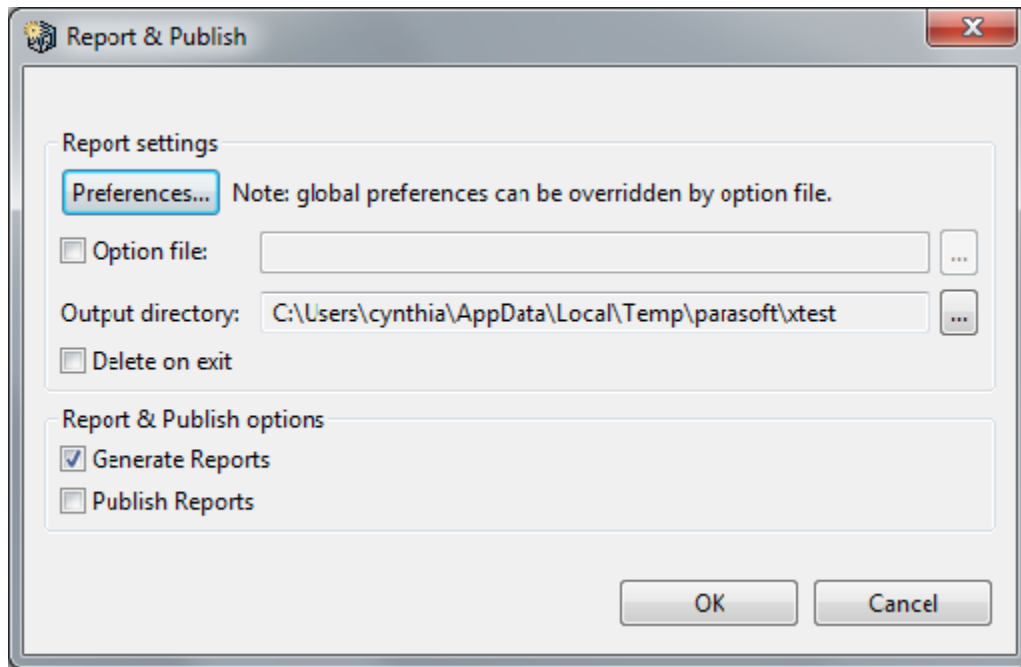 Report & Publish
Report settings
Preferences... Note: global preferences can be overridden by option file.
Option file: ...
Output directory: C:\Users\cynthia\AppData\Local\Temp\parasoft\xtest ...
Delete on exit
Report & Publish options
Generate Reports
Publish Reports
OK Cancel